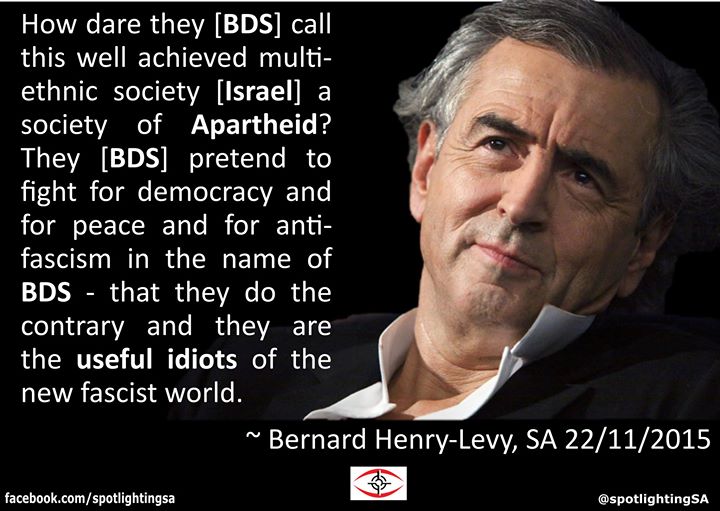 How dare they [BDS] call
this well achieved multi-
ethnic society [Israel] a
society of Apartheid?
They [BDS] pretend to
fight for democracy and
for peace and for anti-
fascism in the name of
BDS - that they do the
contrary and they are
the useful idiots of the
new fascist world.
~ Bernard Henry-Levy, SA 22/11/2015
facebook.com/spotlightingsa
@spotlightingSA